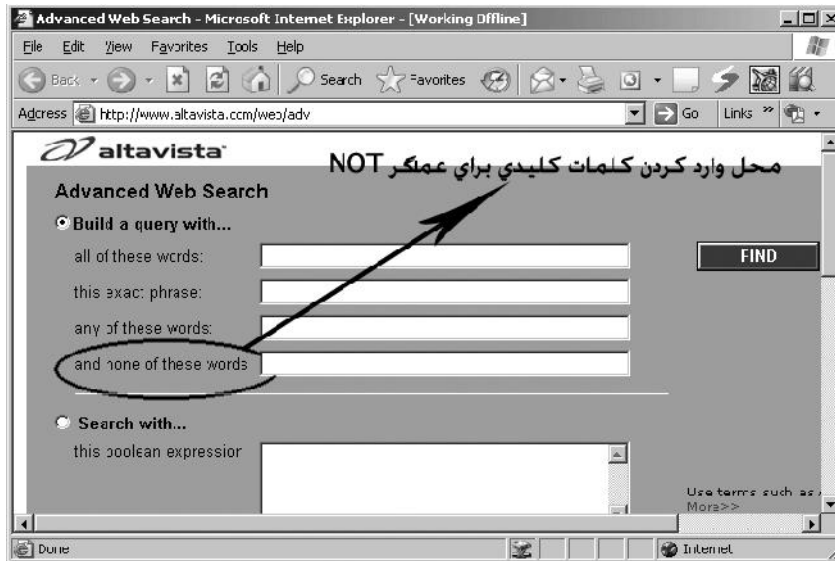 Advanced Web Search - Microsoft Internet Explorer - [Working Offline]
File Edit View Favorites Tools Help
Back Search Favorites
Address http://www.altavista.com/web/adv Go Links »
altavista
محل وارد کردن کلمات کليدي براي عملگر NOT
Advanced Web Search
Build a query with...
all of these words:
FIND
this exact phrase:
any of these words:
and none of these words
Search with...
this boolean expression
Use terms such as
More>>
Done Internet